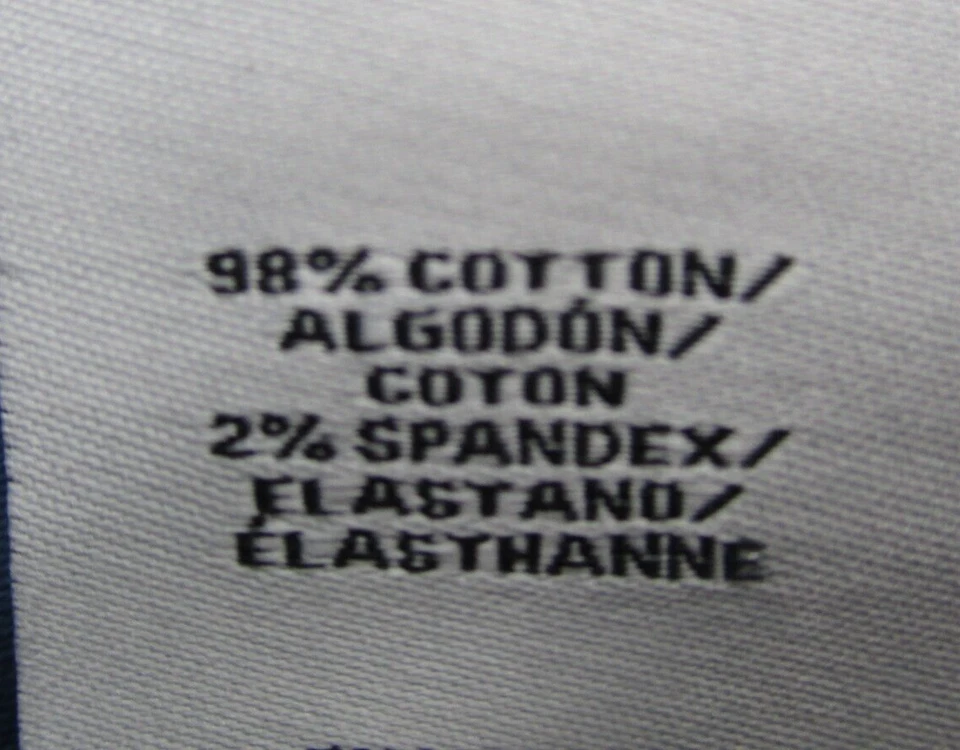 98% COTTON/
ALGODÓN/
COTON
2% SPANDEX/
ELASTANO/
ÉLASTHANNE